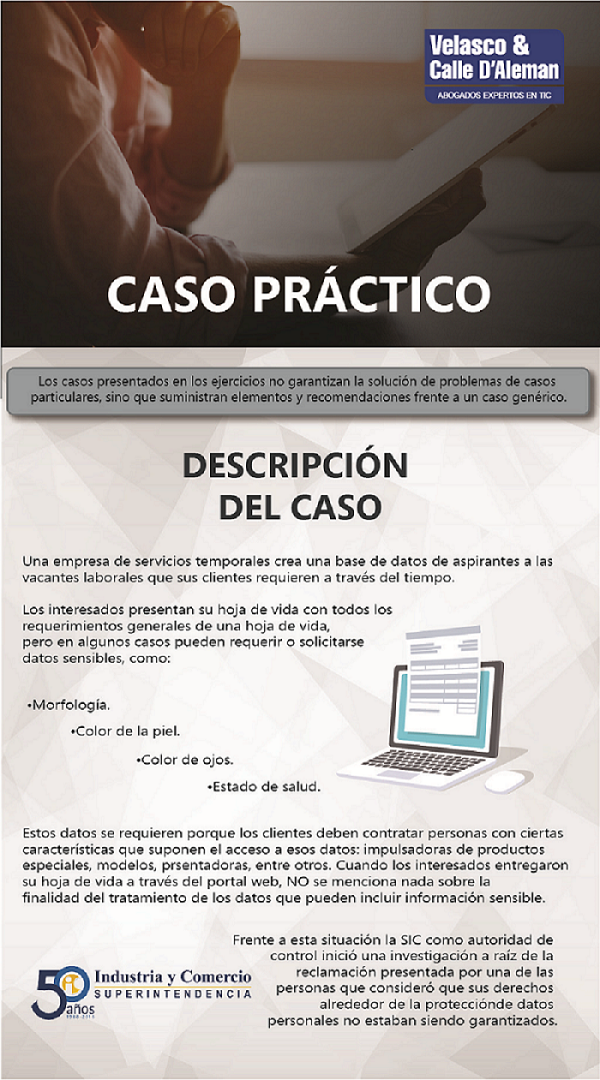 Velasco &
Calle D'Aleman
ABOGADOS EXPERTOS EN TIC
CASO PRÁCTICO
Los casos presentados en los ejercicios no garantizan la solución de problemas de casos
particulares, sino que suministran elementos y recomendaciones frente a un caso genérico.
DESCRIPCIÓN
DEL CASO
Una empresa de servicios temporales crea una base de datos de aspirantes a las
vacantes laborales que sus clientes requieren a través del tiempo.
Los interesados presentan su hoja de vida con todos los
requerimientos generales de una hoja de vida,
pero en algunos casos pueden requerir o solicitarse
datos sensibles, como:
•Morfología.
•Color de la piel.
•Color de ojos.
•Estado de salud.
Estos datos se requieren porque los clientes deben contratar personas con ciertas
características que suponen el acceso a esos datos: impulsadoras de productos
especiales, modelos, prsentadoras, entre otros. Cuando los interesados entregaron
su hoja de vida a través del portal web, NO se menciona nada sobre la
finalidad del tratamiento de los datos que pueden incluir información sensible.
Frente a esta situación la SIC como autoridad de
control inició una investigación a raíz de la
reclamación presentada por una de las
personas que consideró que sus derechos
alrededor de la protecciónde datos
personales no estaban siendo garantizados.
50 años
Industria y Comercio
SUPERINTENDENCIA